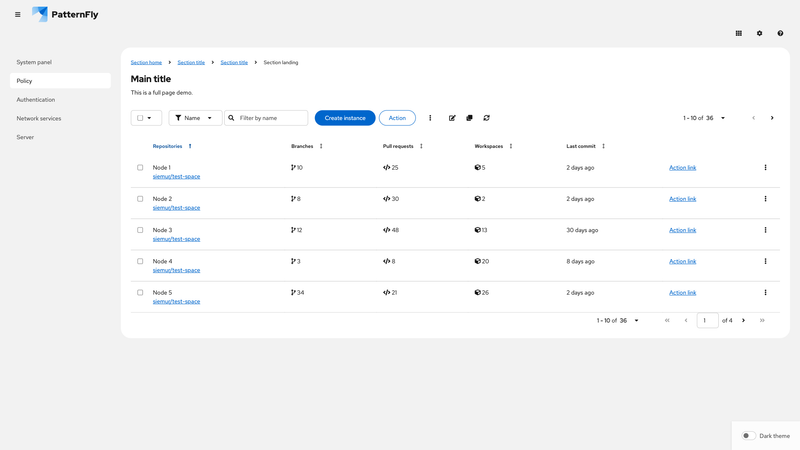 PatternFly
System panel
Policy
Authentication
Network services
Server
Section home Section title Section title Section landing
Main title
This is a full page demo.
Name Filter by name Create instance Action 1 - 10 of 36
Repositories Branches Pull requests Workspaces Last commit
Node 1 10 25 5 2 days ago Action link
siemur/test-space
Node 2 8 30 2 2 days ago Action link
siemur/test-space
Node 3 12 48 13 30 days ago Action link
siemur/test-space
Node 4 3 8 20 8 days ago Action link
siemur/test-space
Node 5 34 21 26 2 days ago Action link
siemur/test-space
1 - 10 of 36 1 of 4
Dark theme